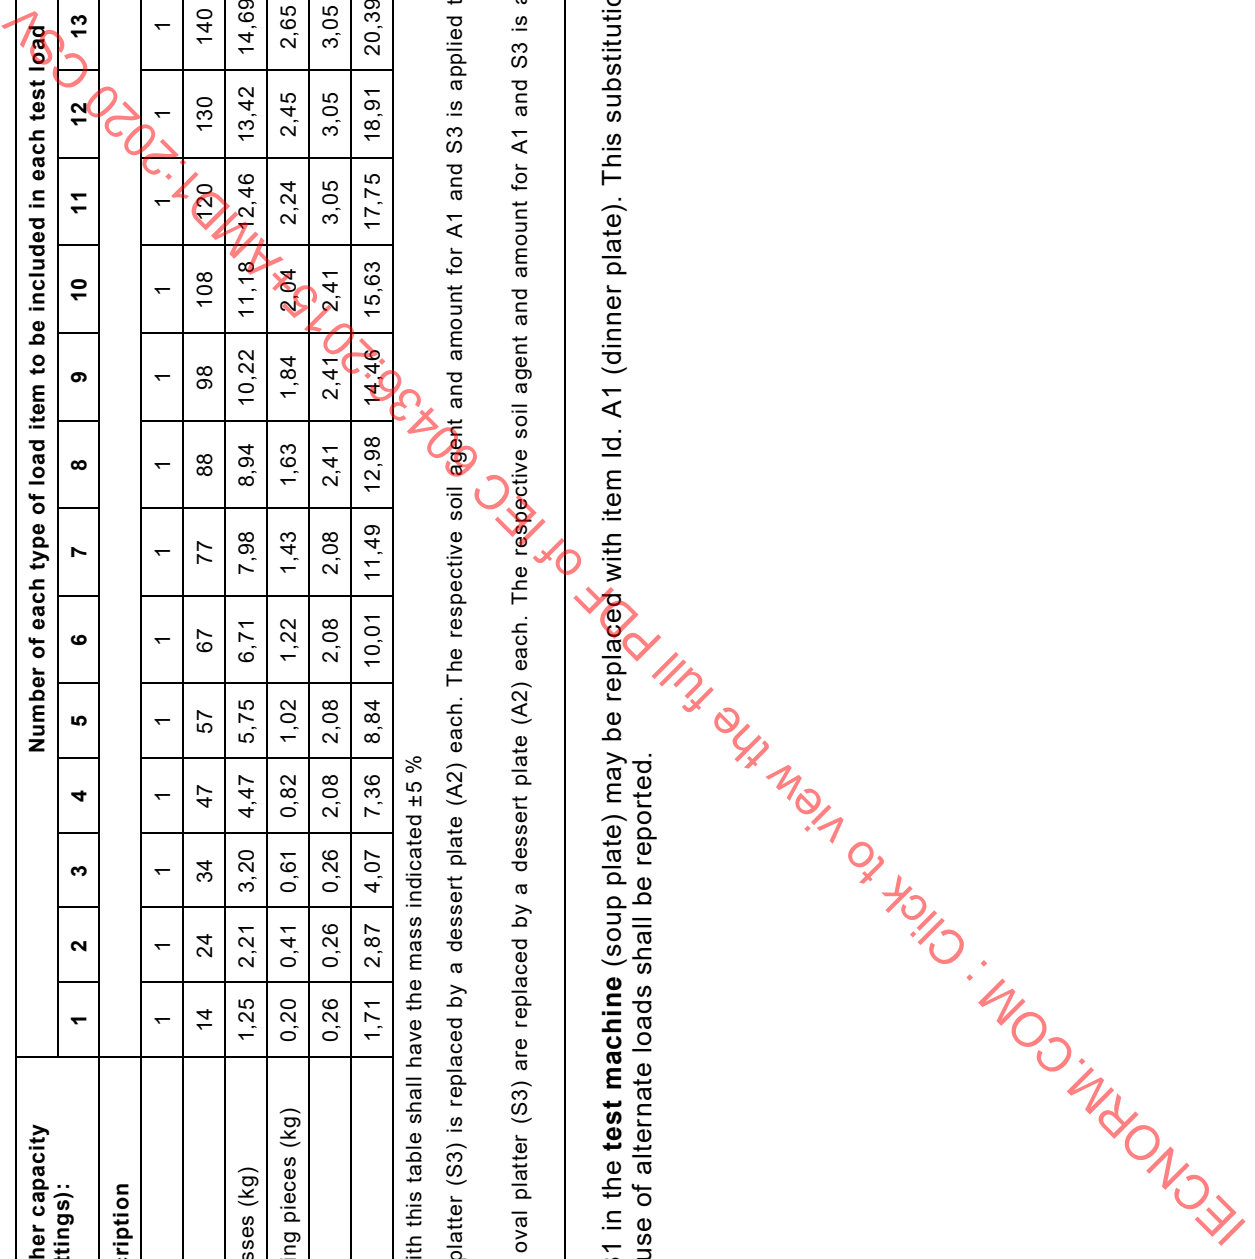 her capacity
ttings): Number of each type of load item to be included in each test load
1 2 3 4 5 6 7 8 9 10 11 12 13
ription
1 1 1 1 1 1 1 1 1 1 1 1 1
14 24 34 47 57 67 77 88 98 108 120 130 140
sses (kg) 1,25 2,21 3,20 4,47 5,75 6,71 7,98 8,94 10,22 11,18 12,46 13,42 14,69
ing pieces (kg) 0,20 0,41 0,61 0,82 1,02 1,22 1,43 1,63 1,84 2,04 2,24 2,45 2,65
0,26 0,26 0,26 2,08 2,08 2,08 2,08 2,41 2,41 2,41 3,05 3,05 3,05
1,71 2,87 4,07 7,36 8,84 10,01 11,49 12,98 14,46 15,63 17,75 18,91 20,39
ith this table shall have the mass indicated ±5 %
platter (S3) is replaced by a dessert plate (A2) each. The respective soil agent and amount for A1 and S3 is applied t
oval platter (S3) are replaced by a dessert plate (A2) each. The respective soil agent and amount for A1 and S3 is a
1 in the test machine (soup plate) may be replaced with item Id. A1 (dinner plate). This substitutio
use of alternate loads shall be reported.
IECNORM.COM : Click to view the full PDF of IEC 60436:2015+AMD1:2020 CSV